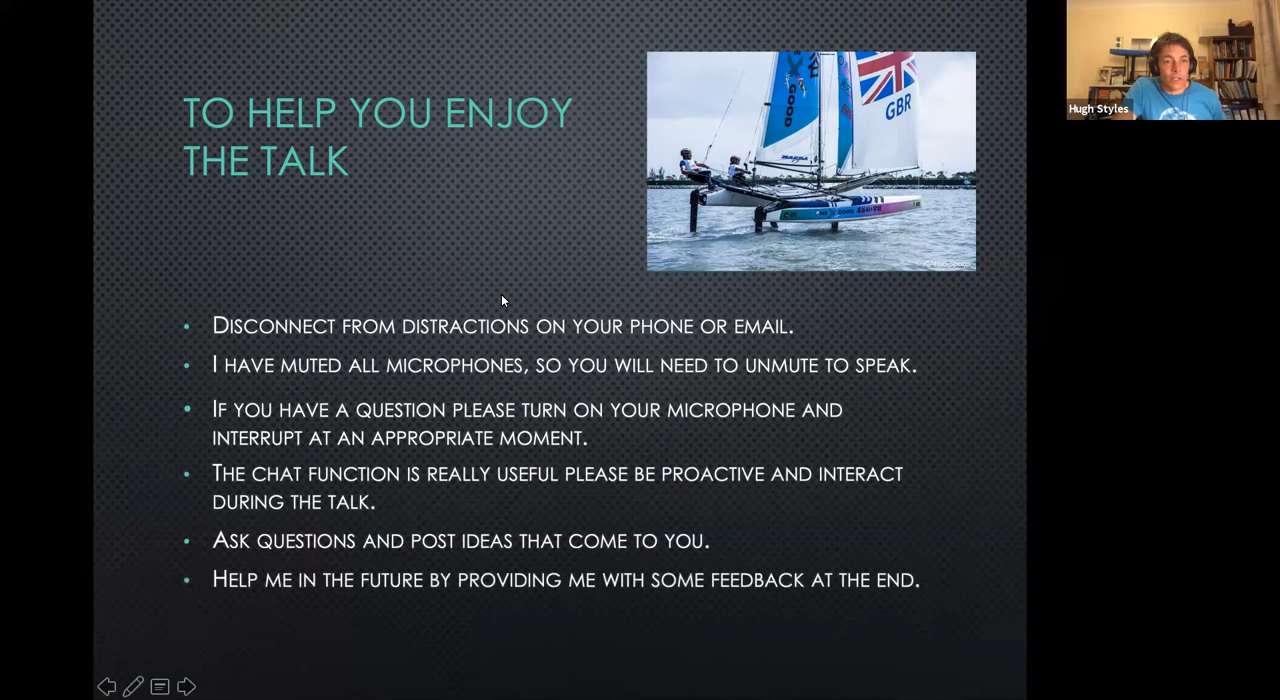 TO HELP YOU ENJOY
THE TALK
GOOD
GBR
Hugh Styles
• DISCONNECT FROM DISTRACTIONS ON YOUR PHONE OR EMAIL.
• I HAVE MUTED ALL MICROPHONES, SO YOU WILL NEED TO UNMUTE TO SPEAK.
• IF YOU HAVE A QUESTION PLEASE TURN ON YOUR MICROPHONE AND
INTERRUPT AT AN APPROPRIATE MOMENT.
• THE CHAT FUNCTION IS REALLY USEFUL PLEASE BE PROACTIVE AND INTERACT
DURING THE TALK.
• ASK QUESTIONS AND POST IDEAS THAT COME TO YOU.
• HELP ME IN THE FUTURE BY PROVIDING ME WITH SOME FEEDBACK AT THE END.